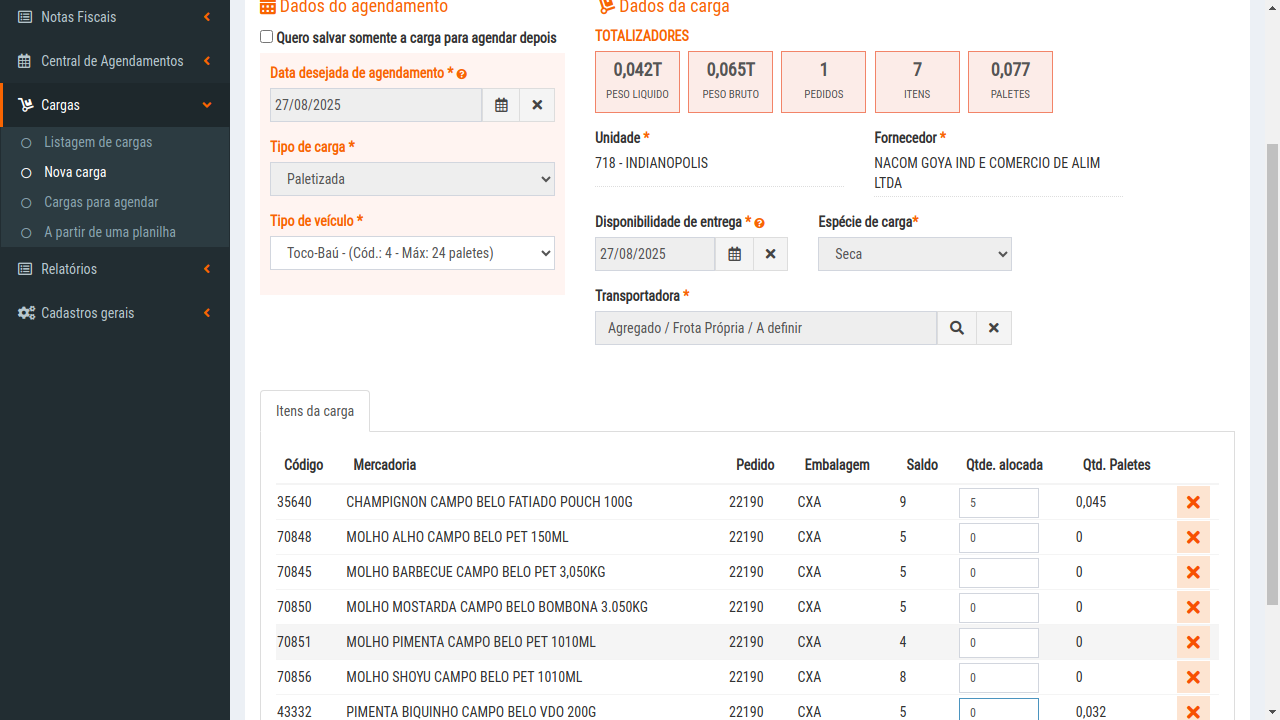 Notas Fiscais
Central de Agendamentos
Cargas
Listagem de cargas
Nova carga
Cargas para agendar
A partir de uma planilha
Relatórios
Cadastros gerais
Dados do agendamento
Quero salvar somente a carga para agendar depois
Data desejada de agendamento *
27/08/2025
Tipo de carga *
Paletizada
Tipo de veículo *
Toco-Baú - (Cód.: 4 - Máx: 24 paletes)
Dados da carga
TOTALIZADORES
0,042T 0,065T 1 7 0,077
PESO LIQUIDO PESO BRUTO PEDIDOS ITENS PALETES
Unidade * Fornecedor *
718 - INDIANOPOLIS NACOM GOYA IND E COMERCIO DE ALIM
LTDA
Disponibilidade de entrega * Espécie de carga*
27/08/2025 Seca
Transportadora *
Agregado / Frota Própria / A definir
Itens da carga
Código Mercadoria Pedido Embalagem Saldo Qtde. alocada Qtd. Paletes
35640 CHAMPIGNON CAMPO BELO FATIADO POUCH 100G 22190 CXA 9 5 0,045
70848 MOLHO ALHO CAMPO BELO PET 150ML 22190 CXA 5 0 0
70845 MOLHO BARBECUE CAMPO BELO PET 3,050KG 22190 CXA 5 0 0
70850 MOLHO MOSTARDA CAMPO BELO BOMBONA 3.050KG 22190 CXA 5 0 0
70851 MOLHO PIMENTA CAMPO BELO PET 1010ML 22190 CXA 4 0 0
70856 MOLHO SHOYU CAMPO BELO PET 1010ML 22190 CXA 8 0 0
43332 PIMENTA BIQUINHO CAMPO BELO VDO 200G 22190 CXA 5 0 0,032